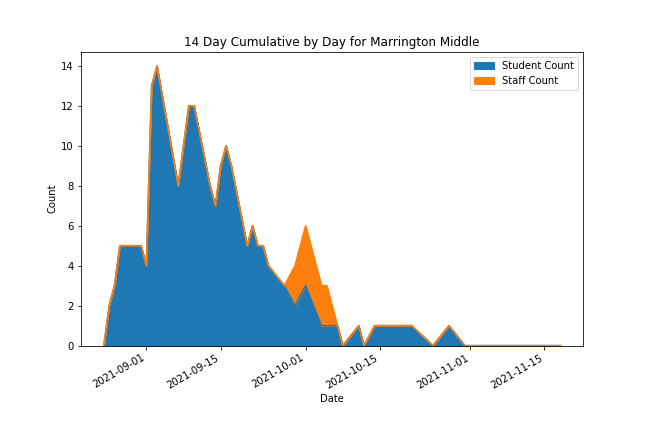 14 Day Cumulative by Day for Marrington Middle
Student Count
Staff Count
14
12
10
8
6
4
2
0
Count
2021-09-01
2021-09-15
2021-10-01
2021-10-15
2021-11-01
2021-11-15
Date